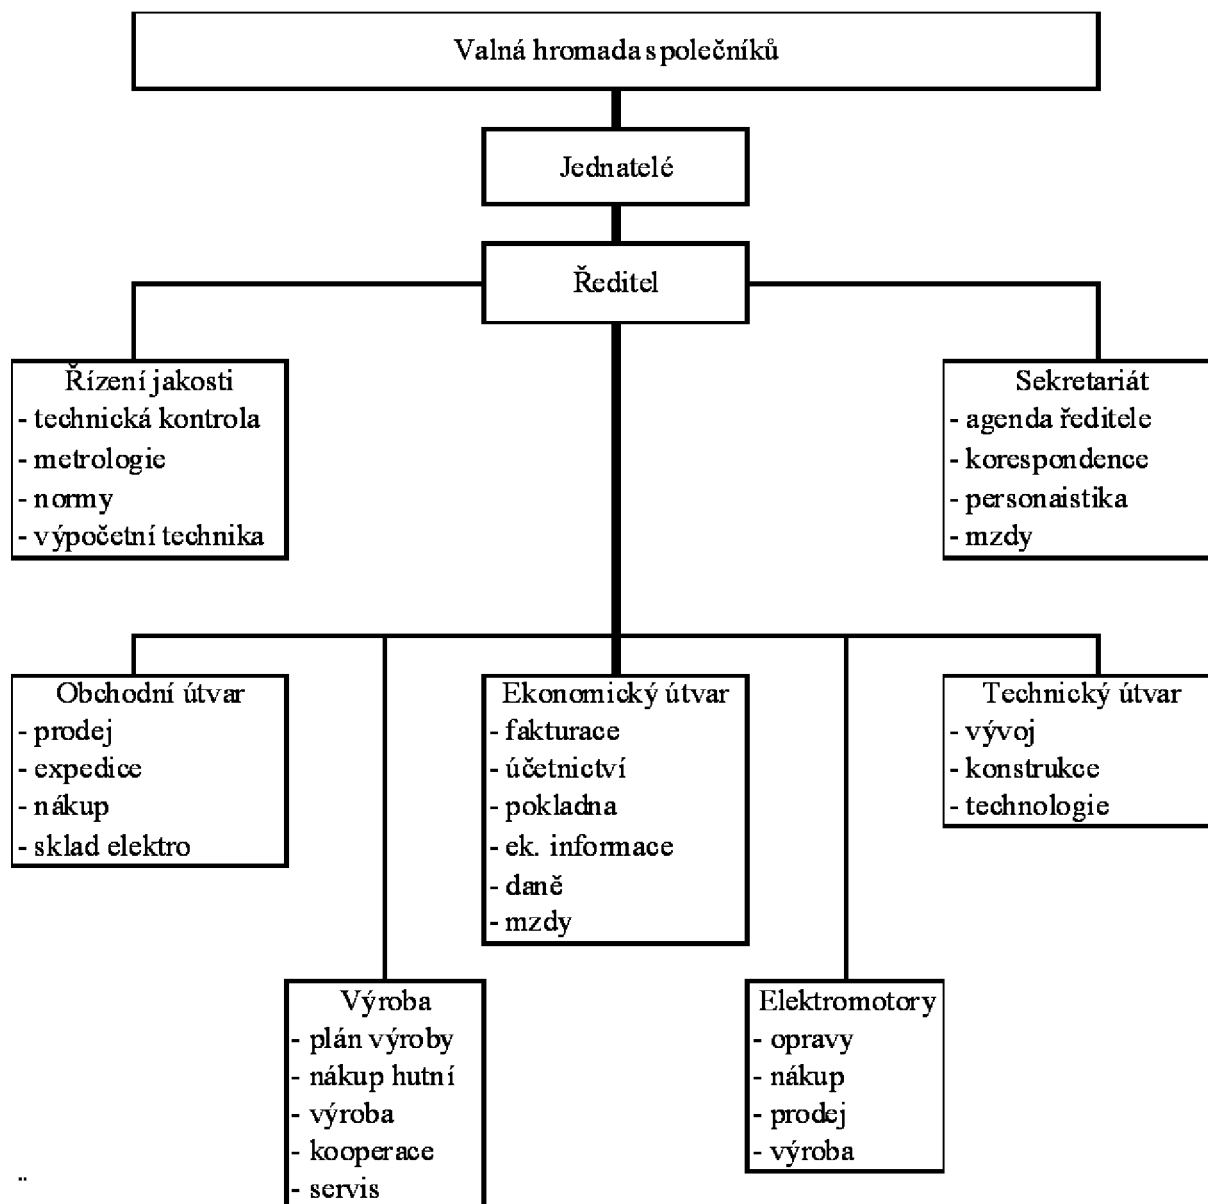 Valná hromada společníků
Jednatelé
Ředitel
Řízení jakosti
- technická kontrola
- metrologie
- normy
- výpočetní technika
Sekretariát
- agenda ředitele
- korespondence
- personaistika
- mzdy
Obchodní útvar
- prodej
- expedice
- nákup
- sklad elektro
Ekonomický útvar
- fakturace
- účetnictví
- pokladna
- ek. informace
- daně
- mzdy
Technický útvar
- vývoj
- konstrukce
- technologie
Výroba
- plán výroby
- nákup hutní
- výroba
- kooperace
- servis
Elektromotory
- opravy
- nákup
- prodej
- výroba